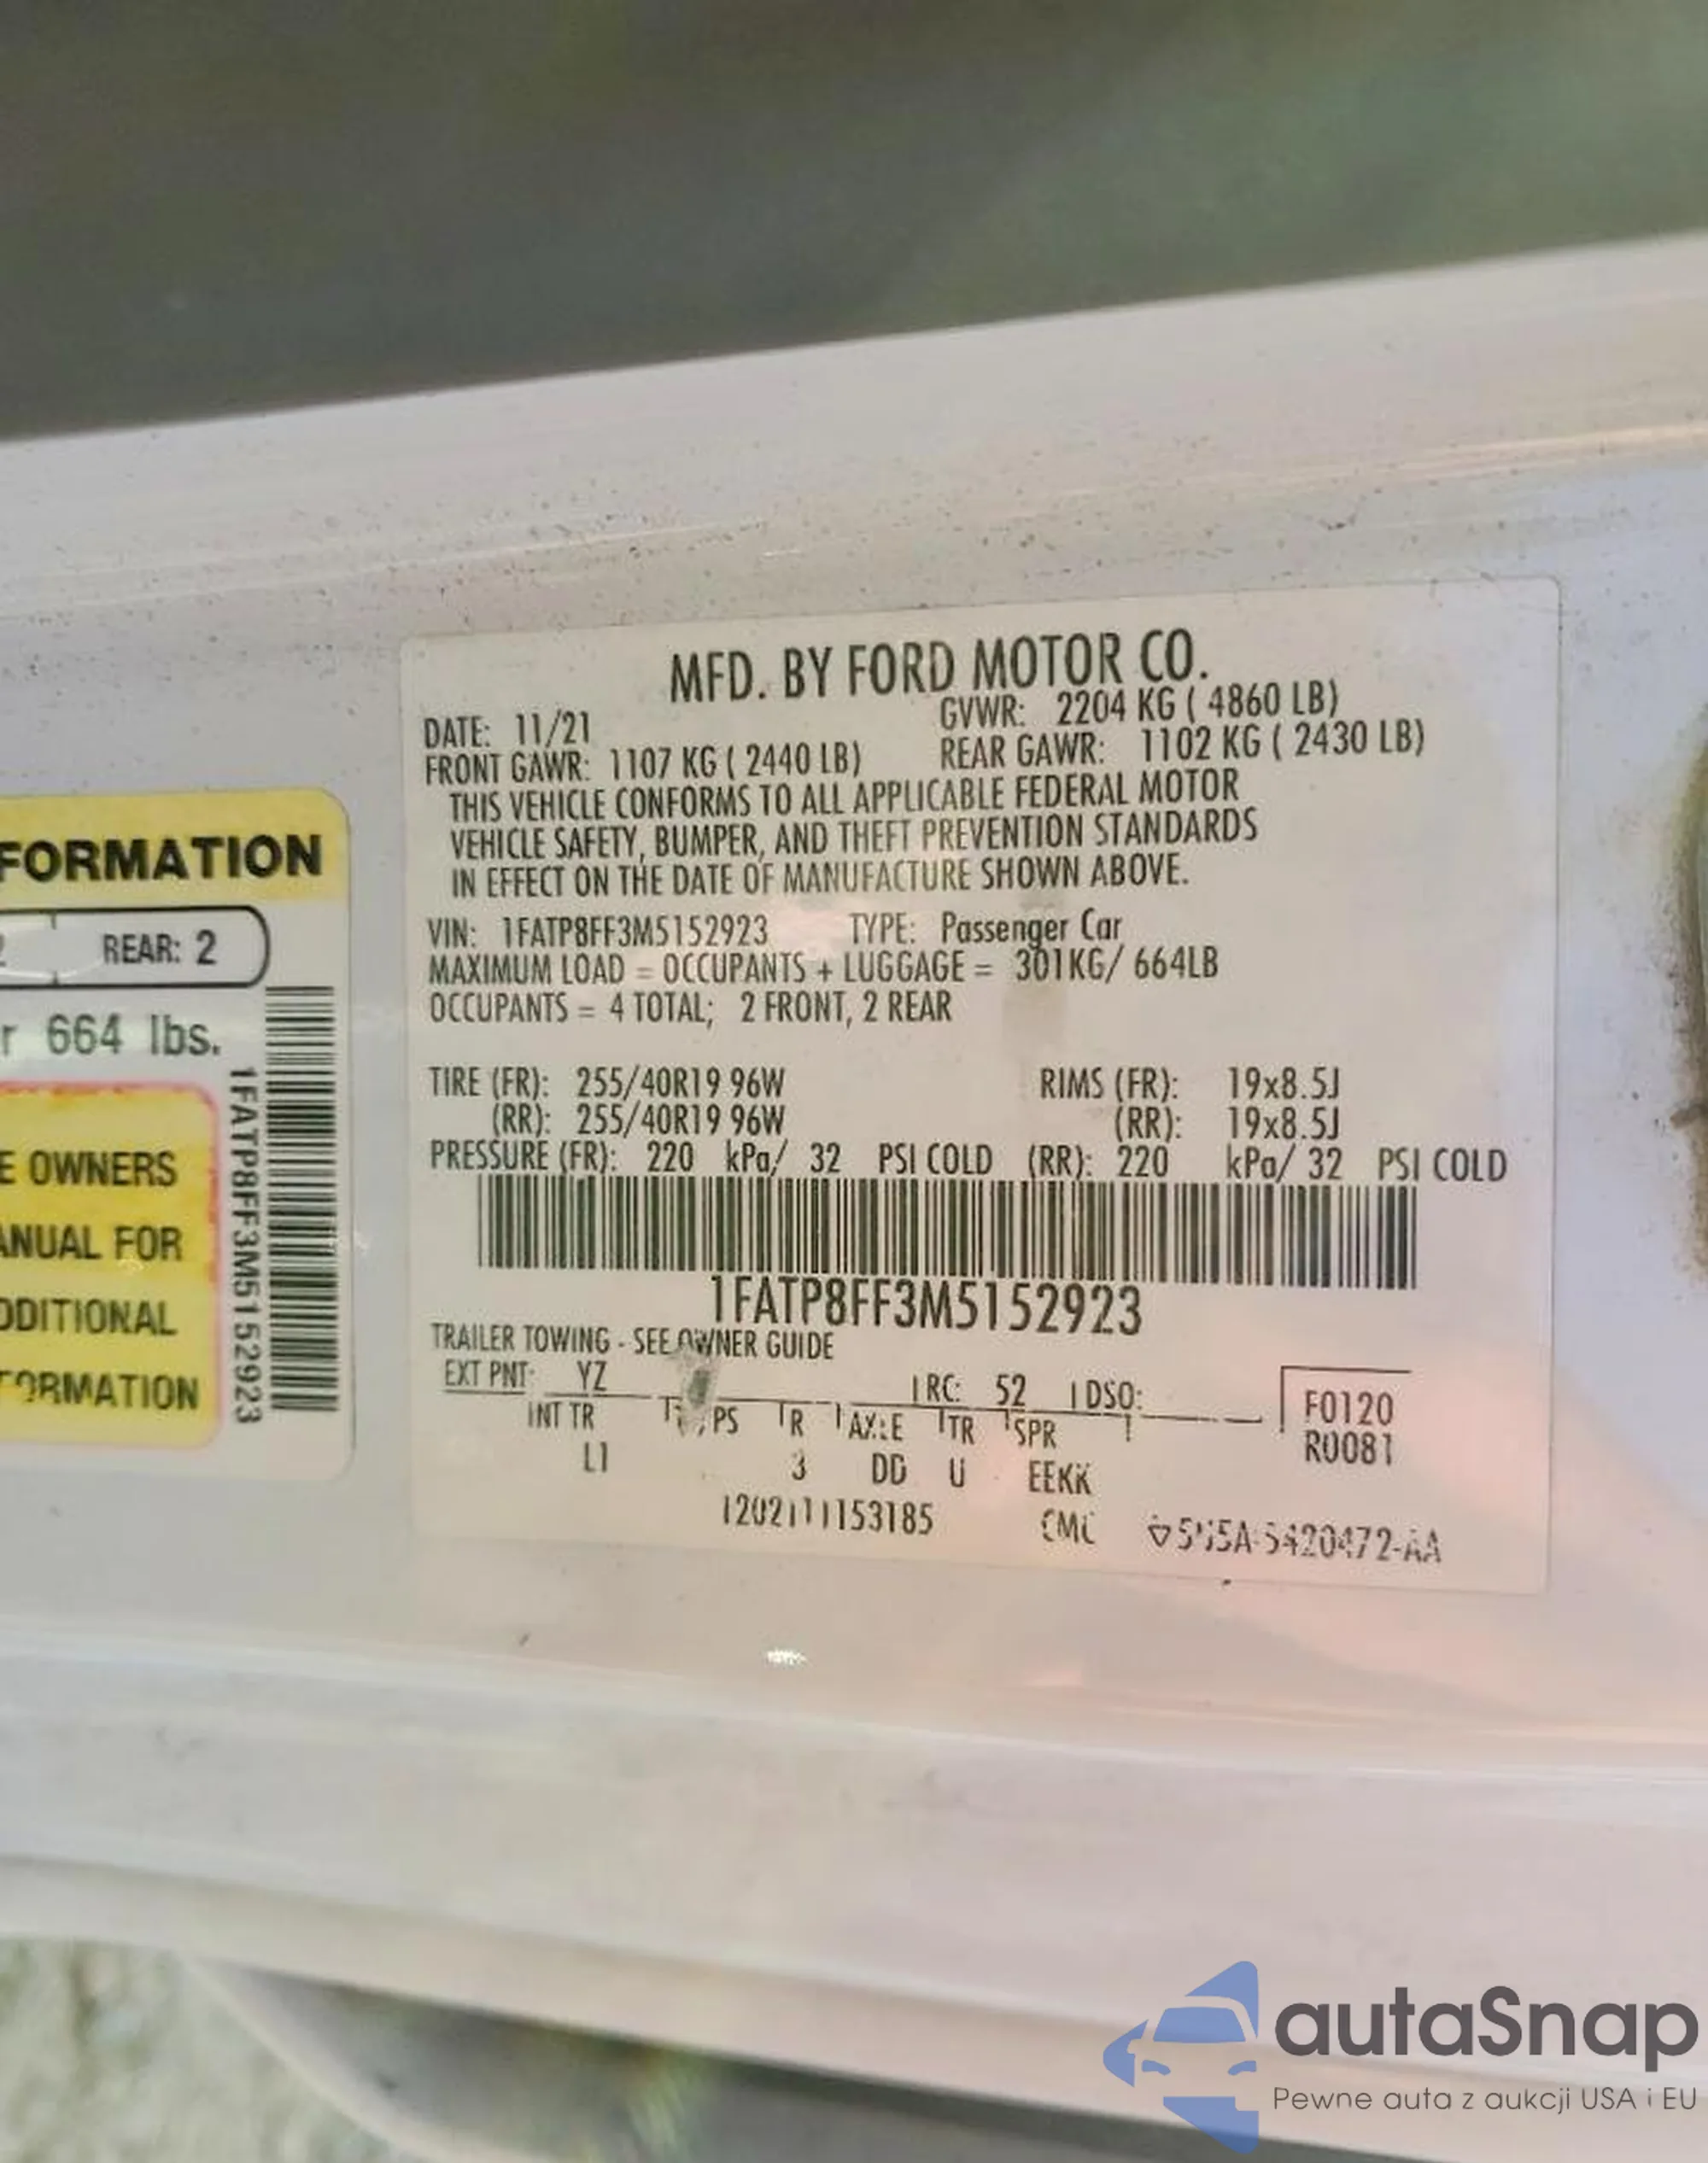 FORMATION
REAR: 2
664 lbs.
OWNERS
FOR
1FATP8FF3M5152923
MFD. BY FORD MOTOR CO.
DATE: 11/21 GVWR: 2204 KG ( 4860 LB)
FRONT GAWR: 1107 KG ( 2440 LB) REAR GAWR: 1102 KG ( 2430 LB)
THIS VEHICLE CONFORMS TO ALL APPLICABLE FEDERAL MOTOR
VEHICLE SAFETY, BUMPER, AND THEFT PREVENTION STANDARDS
IN EFFECT ON THE DATE OF MANUFACTURE SHOWN ABOVE.
VIN: 1FATP8FF3M5152923 TYPE: Passenger Car
MAXIMUM LOAD = OCCUPANTS + LUGGAGE = 301KG/ 664LB
OCCUPANTS = 4 TOTAL; 2 FRONT, 2 REAR
TIRE (FR): 255/40R19 96W RIMS (FR): 19x8.5J
(RR): 255/40R19 96W (RR): 19x8.5J
PRESSURE (FR): 220 kPa/ 32 PSI COLD (RR): 220 kPa/ 32 PSI COLD
1FATP8FF3M5152923
TRAILER TOWING - SEE OWNER GUIDE
EXT PNT: YZ RC: 52 DSO:
INT TR PS R AXLE TR SPR
L1 3 DD U EEKK
F0120
R0081
1202111153185
autaSnap
Pewne auta z aukcji USA i EU